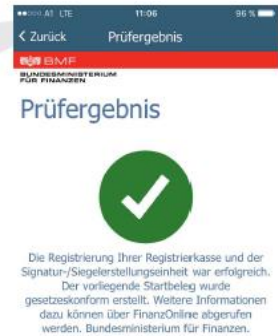 A1 LTE 11:06 96 %
Zurück Prüfergebnis
BMF
BUNDESMINISTERIUM
FÜR FINANZEN
Prüfergebnis
Die Registrierung Ihrer Registrierkasse und der
Signatur-/Siegelerstellungseinheit war erfolgreich.
Der vorliegende Startbeleg wurde
gesetzeskonform erstellt. Weitere Informationen
dazu können über FinanzOnline abgerufen
werden. Bundesministerium für Finanzen.